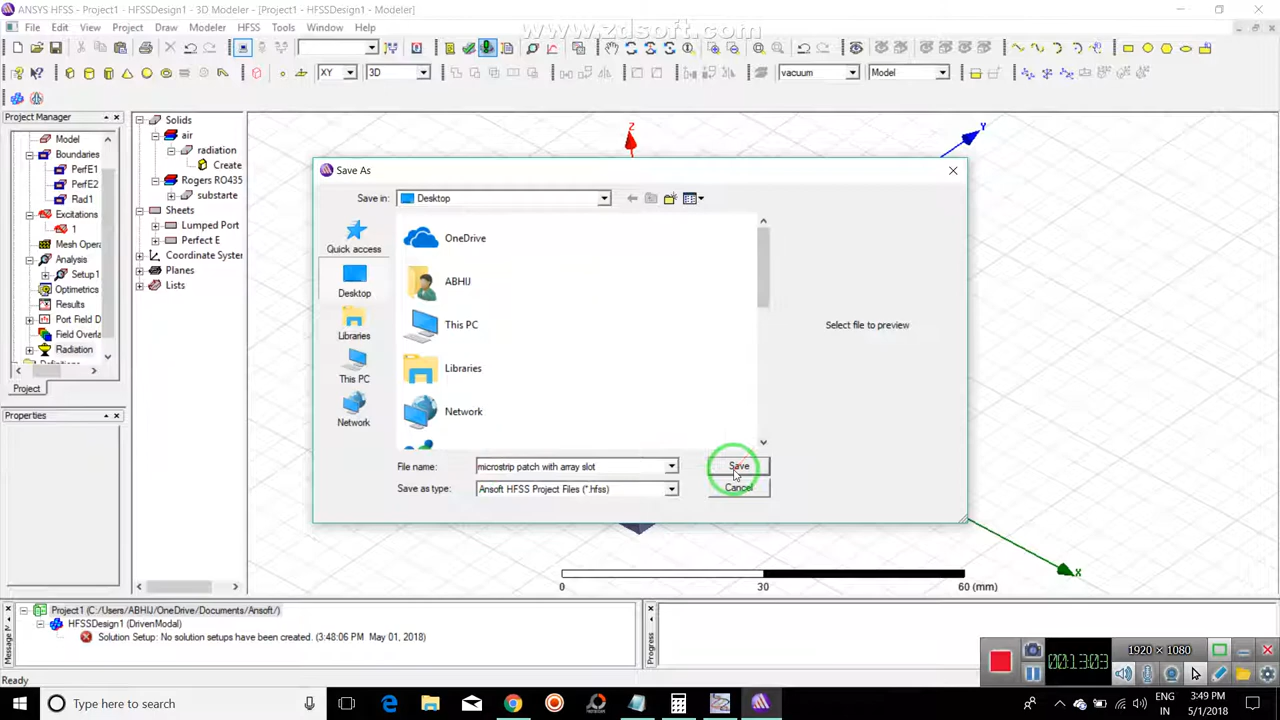 ANSYS HFSS - [Project1 - HFSSDesign1 - 3D Modeler - [Project1 - HFSSDesign1 - Modeler]
www.zdsoft.com
File Edit View Project Draw Modeler HFSS Tools Window Help
XY 3D vacuum Model
Project Manager
Model
Boundaries
PerfE1
PerfE2
Rad1
Excitations
1
Mesh Opera
Analysis
Setup1
Optimetrics
Results
Port Field D
Field Overla
Radiation
Project
Properties
Solids
air
radiation
Create
Rogers RO435
substarte
Sheets
Lumped Port
Perfect E
Coordinate System
Planes
Lists
Z
Y
X
Save As
Save in: Desktop
Quick access
Desktop
Libraries
This PC
Network
OneDrive
ABHIJ
This PC
Libraries
Network
Select file to preview
File name: microstrip patch with array slot
Save
Save as type: Ansoft HFSS Project Files (*.hfss)
Cancel
0 30 60 (mm)
Message M
Project1 (C:/Users/ABHIJ/OneDrive/Documents/Ansoft/)
HFSSDesign1 (DrivenModal)
Solution Setup: No solution setups have been created. (3:48:06 PM May 01, 2018)
Progress
1920 × 1080
00:13:03
Ready
Type here to search
ENG
IN
3:49 PM
5/1/2018